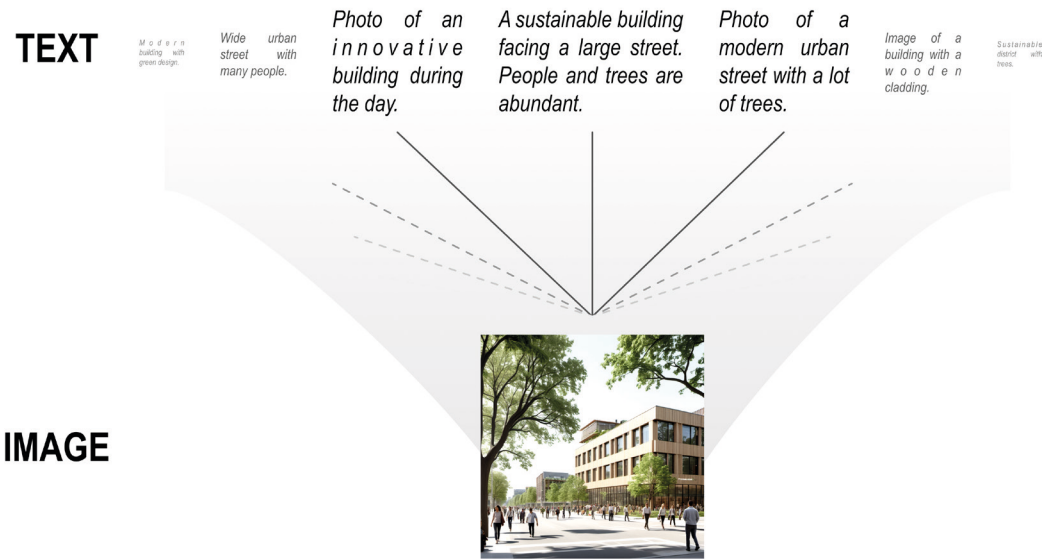 TEXT
Modern
building with
green design.
Wide urban
street with
many people.
Photo of an
innovative
building during
the day.
A sustainable building
facing a large street.
People and trees are
abundant.
Photo of a
modern urban
street with a lot
of trees.
Image of a
building with a
wooden
cladding.
Sustainable
district with
trees.
IMAGE